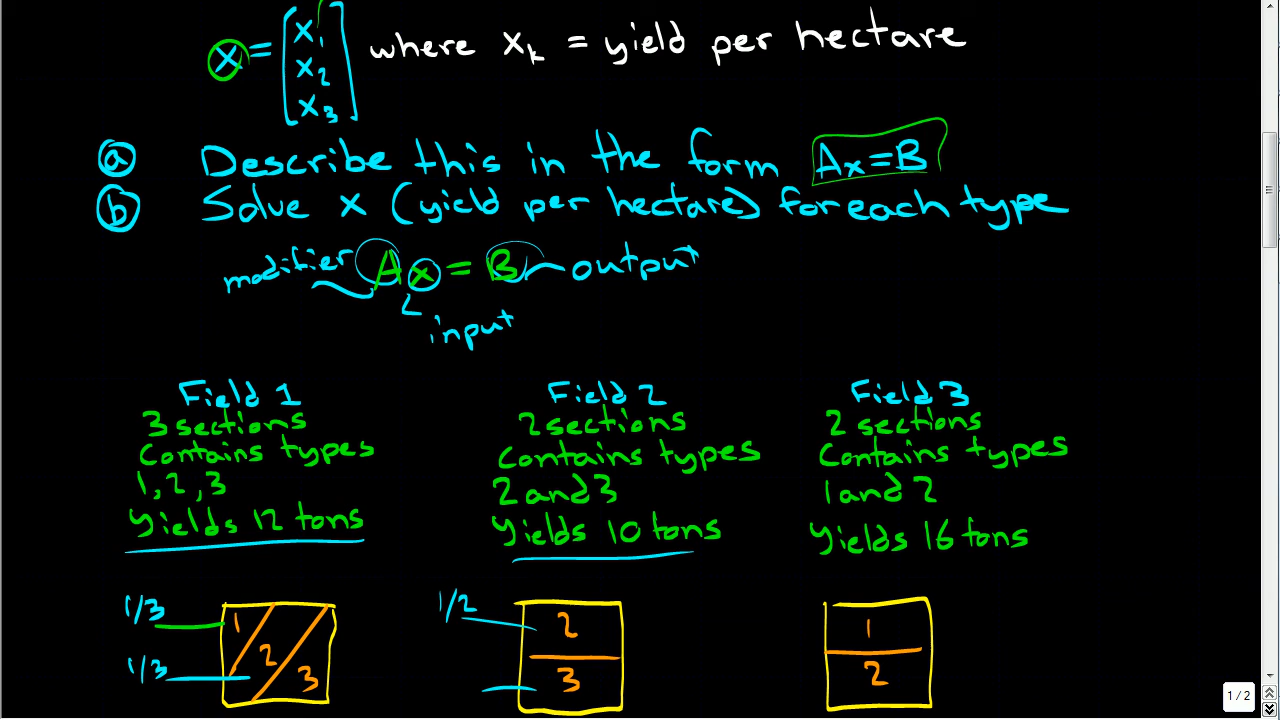 x = [x1 x2 x3] where xk = yield per hectare
a Describe this in the form Ax=B
b Solve x (yield per hectare) for each type
modifier Ax = B output
input
Field 1
3 sections
Contains types
1, 2, 3
Yields 12 tons
Field 2
2 sections
Contains types
2 and 3
Yields 10 tons
Field 3
2 sections
Contains types
1 and 2
Yields 16 tons
1/3
1/3
1
2
3
1/2
2
3
1
2
1/2